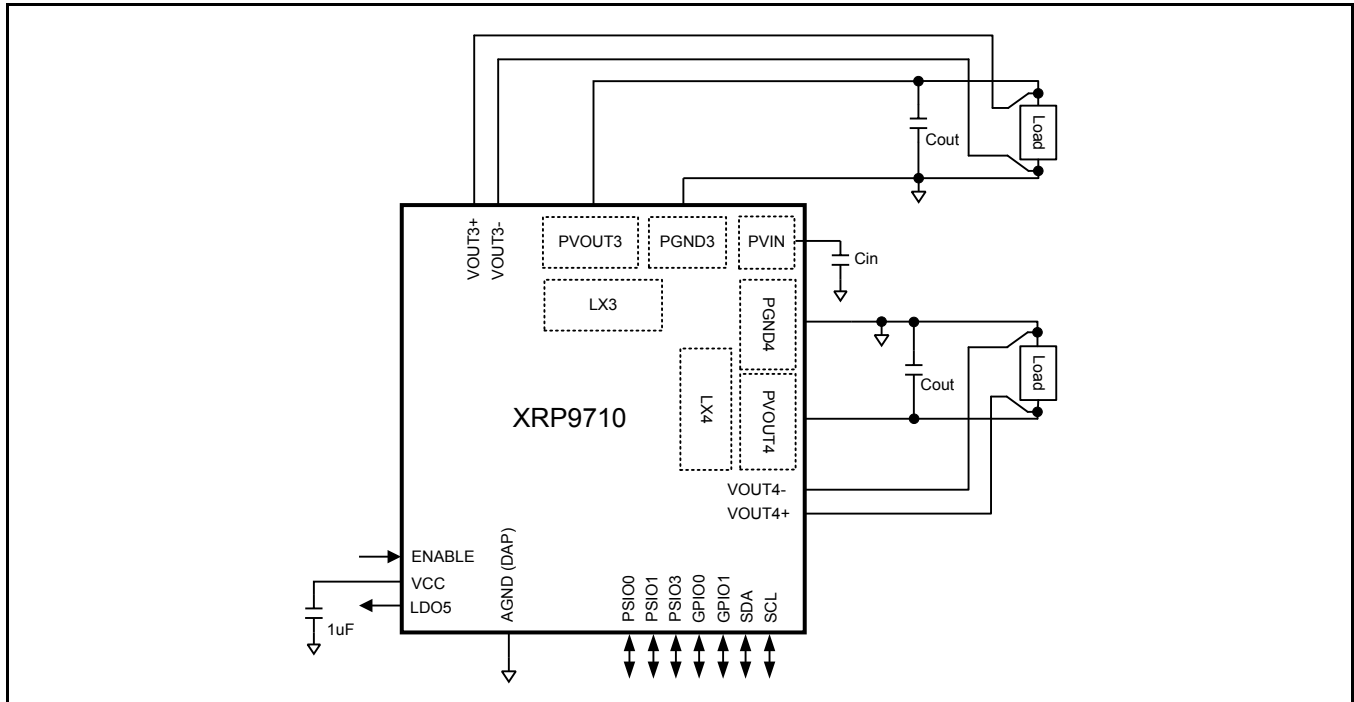 Cout
Load
VOUT3+
VOUT3-
PVOUT3
PGND3
PVIN
Cin
LX3
PGND4
LX4
PVOUT4
Cout
Load
XRP9710
VOUT4-
VOUT4+
ENABLE
VCC
LDO5
1uF
AGND (DAP)
PSIO0
PSIO1
PSIO3
GPIO0
GPIO1
SDA
SCL